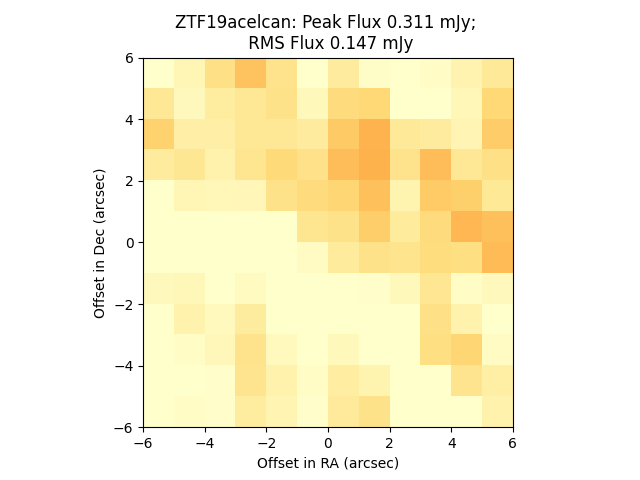 ZTF19acelcan: Peak Flux 0.311 mJy;
RMS Flux 0.147 mJy
6
4
2
0
−2
−4
−6
Offset in Dec (arcsec)
−6 −4 −2 0 2 4 6
Offset in RA (arcsec)